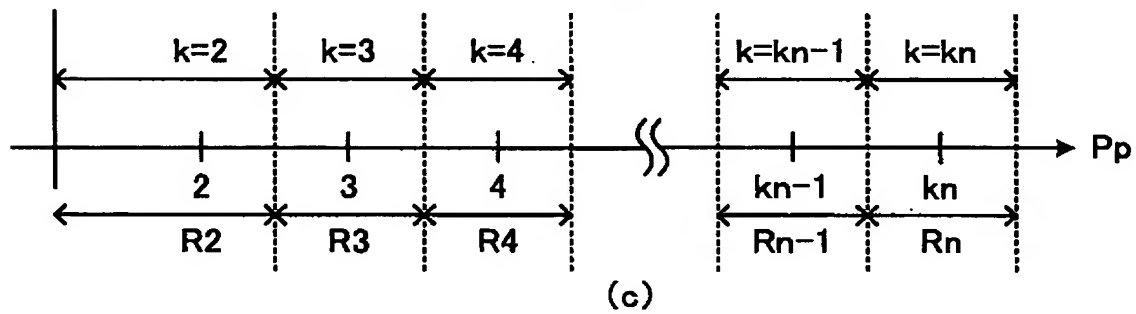 k=2 k=3 k=4 k=kn-1 k=kn
Pp
2 3 4 kn-1 kn
R2 R3 R4 Rn-1 Rn
(c)